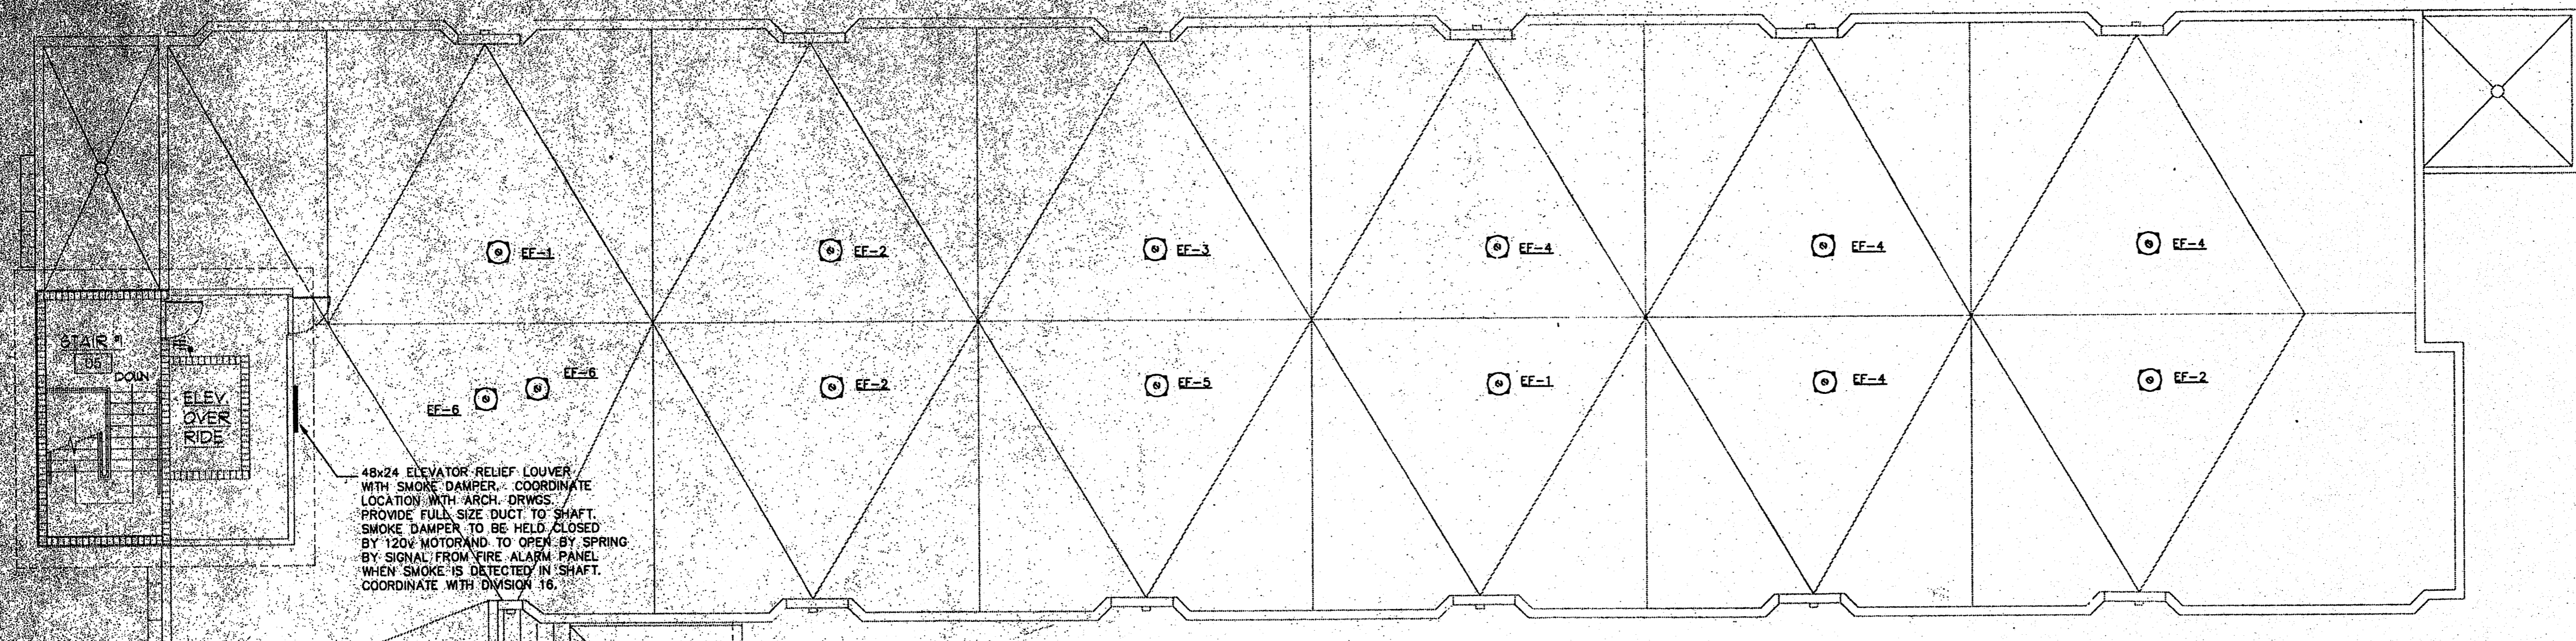 EF-1
EF-2
EF-3
EF-4
EF-4
EF-4
STAIR #1
05
DOWN
ELEV.
OVER
RIDE
EF-6
EF-6
EF-2
EF-5
EF-1
EF-4
EF-2
48x24 ELEVATOR RELIEF LOUVER
WITH SMOKE DAMPER. COORDINATE
LOCATION WITH ARCH. DRWGS.
PROVIDE FULL SIZE DUCT TO SHAFT.
SMOKE DAMPER TO BE HELD CLOSED
BY 120v MOTORAND TO OPEN BY SPRING
BY SIGNAL FROM FIRE ALARM PANEL
WHEN SMOKE IS DETECTED IN SHAFT.
COORDINATE WITH DIVISION 16.